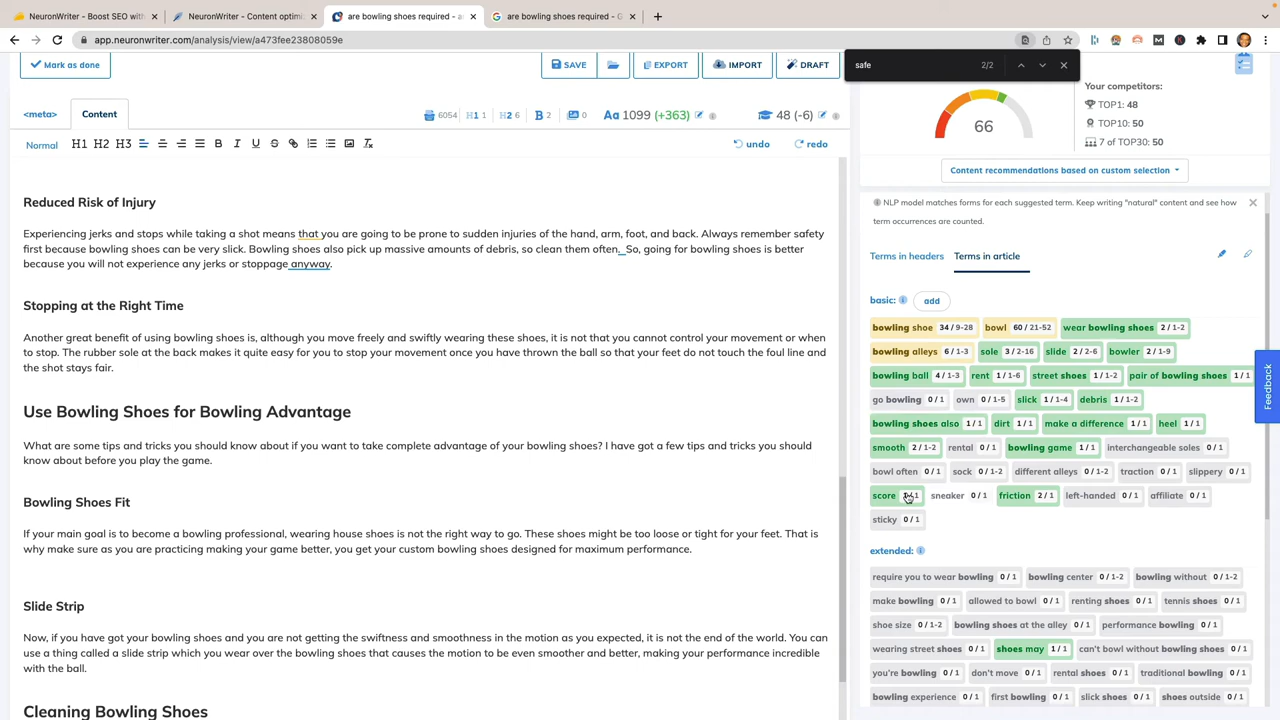 NeuronWriter - Boost SEO with
NeuronWriter - Content optimi
are bowling shoes required - a
are bowling shoes required - G
app.neuronwriter.com/analysis/view/a473fee23808059e
safe 2/2
Mark as done
SAVE
EXPORT
IMPORT
DRAFT
<meta>
Content
6054
H1 1
H2 6
B 2
0
Aa 1099 (+363)
48 (-6)
Normal
H1 H2 H3
B I U S
undo
redo
Reduced Risk of Injury
Experiencing jerks and stops while taking a shot means that you are going to be prone to sudden injuries of the hand, arm, foot, and back. Always remember safety
first because bowling shoes can be very slick. Bowling shoes also pick up massive amounts of debris, so clean them often. So, going for bowling shoes is better
because you will not experience any jerks or stoppage anyway.
Stopping at the Right Time
Another great benefit of using bowling shoes is, although you move freely and swiftly wearing these shoes, it is not that you cannot control your movement or when
to stop. The rubber sole at the back makes it quite easy for you to stop your movement once you have thrown the ball so that your feet do not touch the foul line and
the shot stays fair.
Use Bowling Shoes for Bowling Advantage
What are some tips and tricks you should know about if you want to take complete advantage of your bowling shoes? I have got a few tips and tricks you should
know about before you play the game.
Bowling Shoes Fit
If your main goal is to become a bowling professional, wearing house shoes is not the right way to go. These shoes might be too loose or tight for your feet. That is
why make sure as you are practicing making your game better, you get your custom bowling shoes designed for maximum performance.
Slide Strip
Now, if you have got your bowling shoes and you are not getting the swiftness and smoothness in the motion as you expected, it is not the end of the world. You can
use a thing called a slide strip which you wear over the bowling shoes that causes the motion to be even smoother and better, making your performance incredible
with the ball.
Cleaning Bowling Shoes
66
Your competitors:
TOP1: 48
TOP10: 50
7 of TOP30: 50
Content recommendations based on custom selection
NLP model matches forms for each suggested term. Keep writing "natural" content and see how
term occurrences are counted.
Terms in headers
Terms in article
basic:
add
bowling shoe 34 / 9-28
bowl 60 / 21-52
wear bowling shoes 2 / 1-2
bowling alleys 6 / 1-3
sole 3 / 2-16
slide 2 / 2-6
bowler 2 / 1-9
bowling ball 4 / 1-3
rent 1 / 1-6
street shoes 1 / 1-2
pair of bowling shoes 1 / 1
go bowling 0 / 1
own 0 / 1-5
slick 1 / 1-4
debris 1 / 1-2
bowling shoes also 1 / 1
dirt 1 / 1
make a difference 1 / 1
heel 1 / 1
smooth 2 / 1-2
rental 0 / 1
bowling game 1 / 1
interchangeable soles 0 / 1
bowl often 0 / 1
sock 0 / 1-2
different alleys 0 / 1-2
traction 0 / 1
slippery 0 / 1
score
sneaker 0 / 1
friction 2 / 1
left-handed 0 / 1
affiliate 0 / 1
sticky 0 / 1
extended:
require you to wear bowling 0 / 1
bowling center 0 / 1-2
bowling without 0 / 1-2
make bowling 0 / 1
allowed to bowl 0 / 1
renting shoes 0 / 1
tennis shoes 0 / 1
shoe size 0 / 1-2
bowling shoes at the alley 0 / 1
performance bowling 0 / 1
wearing street shoes 0 / 1
shoes may 1 / 1
can't bowl without bowling shoes 0 / 1
you're bowling 0 / 1
don't move 0 / 1
rental shoes 0 / 1
traditional bowling 0 / 1
bowling experience 0 / 1
first bowling 0 / 1
slick shoes 0 / 1
shoes outside 0 / 1
Feedback